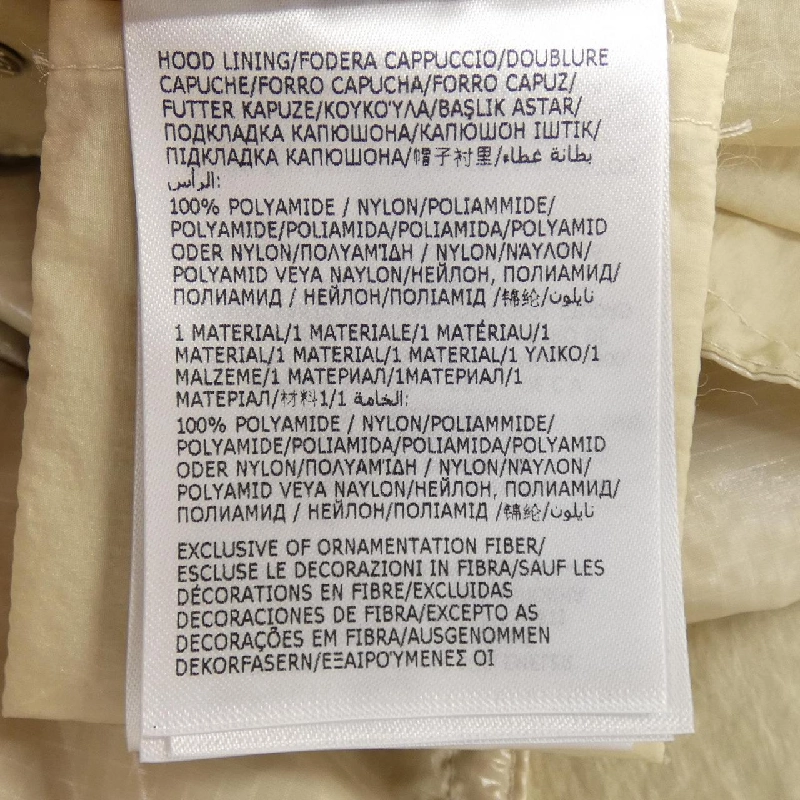 HOOD LINING/FODERA CAPPUCCIO/DOUBLURE
CAPUCHE/FORRO CAPUCHA/FORRO CAPUZ/
FUTTER KAPUZE/ΚΟΥΚΟΎΛΑ/BAŞLIK ASTAR/
ПОДКЛАДКА КАПЮШОНА/КАПЮШОН ІШТІК/
ПІДКЛАДКА КАПЮШОНА/帽子衬里/بطانة غطاء
الرأس:
100% POLYAMIDE / NYLON/POLIAMMIDE/
POLYAMIDE/POLIAMIDA/POLIAMIDA/POLYAMID
ODER NYLON/ΠΟΛΥΑΜΊΔΗ / NYLON/ΝΆΥΛΟΝ/
POLYAMID VEYA NAYLON/НЕЙЛОН, ПОЛИАМИД/
ПОЛИАМИД / НЕЙЛОН/ПОЛІАМІД /锦纶/نايلون
1 MATERIAL/1 MATERIALE/1 MATÉRIAU/1
MATERIAL/1 MATERIAL/1 MATERIAL/1 ΥΛΙΚΟ/1
MALZEME/1 МАТЕРИАЛ/1МАТЕРИАЛ/1
МАТЕРІАЛ/材料1/1 الخامة:
100% POLYAMIDE / NYLON/POLIAMMIDE/
POLYAMIDE/POLIAMIDA/POLIAMIDA/POLYAMID
ODER NYLON/ΠΟΛΥΑΜΊΔΗ / NYLON/ΝΆΥΛΟΝ/
POLYAMID VEYA NAYLON/НЕЙЛОН, ПОЛИАМИД/
ПОЛИАМИД / НЕЙЛОН/ПОЛІАМІД /锦纶/نايلون
EXCLUSIVE OF ORNAMENTATION FIBER/
ESCLUSE LE DECORAZIONI IN FIBRA/SAUF LES
DÉCORATIONS EN FIBRE/EXCLUIDAS
DECORACIONES DE FIBRA/EXCEPTO AS
DECORAÇÕES EM FIBRA/AUSGENOMMEN
DEKORFASERN/ΕΞΑΙΡΟΎΜΕΝΕΣ ΟΙ